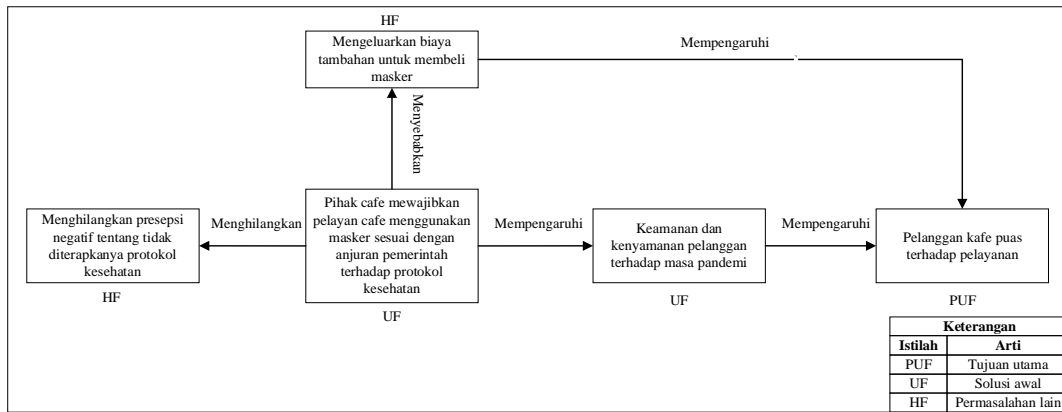 HF
Mengeluarkan biaya
tambahan untuk membeli
masker
Mempengaruhi
Menyebabkan
Menghilangkan presepsi
negatif tentang tidak
diterapkanya protokol
kesehatan
HF
Menghilangkan
Pihak cafe mewajibkan
pelayan cafe menggunakan
masker sesuai dengan
anjuran pemerintah
terhadap protokol
kesehatan
UF
Mempengaruhi
Keamanan dan
kenyamanan pelanggan
terhadap masa pandemi
UF
Mempengaruhi
Pelanggan kafe puas
terhadap pelayanan
PUF
Keterangan
Istilah Arti
PUF Tujuan utama
UF Solusi awal
HF Permasalahan lain